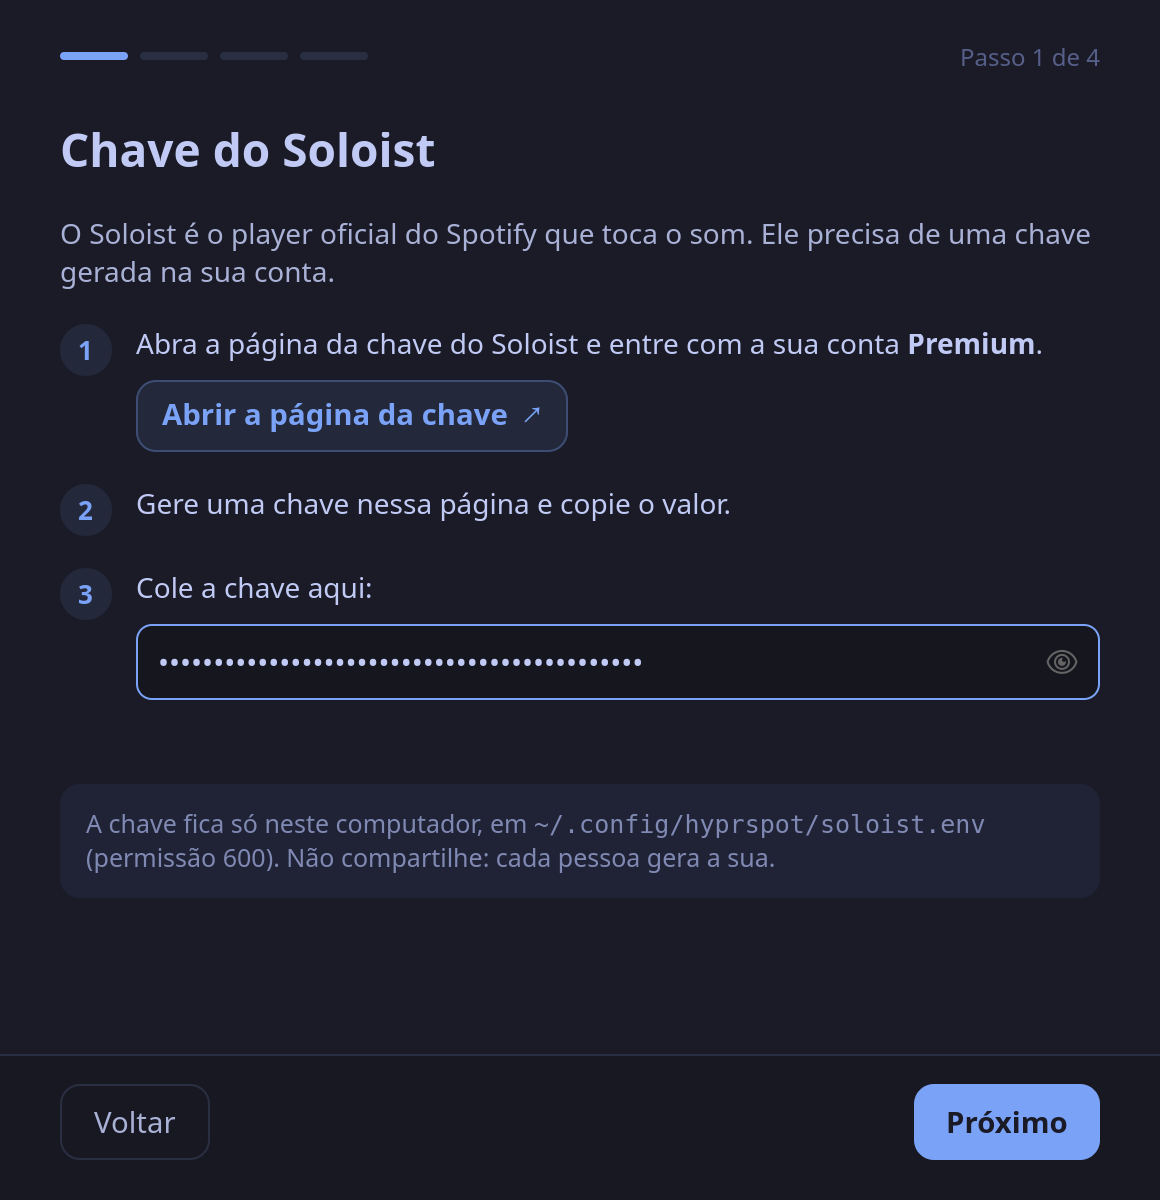 Passo 1 de 4
Chave do Soloist
O Soloist é o player oficial do Spotify que toca o som. Ele precisa de uma chave
gerada na sua conta.
1
Abra a página da chave do Soloist e entre com a sua conta Premium.
Abrir a página da chave ↗
2
Gere uma chave nessa página e copie o valor.
3
Cole a chave aqui:
••••••••••••••••••••••••••••••••••••••••••••
A chave fica só neste computador, em ~/.config/hyprspot/soloist.env
(permissão 600). Não compartilhe: cada pessoa gera a sua.
Voltar
Próximo